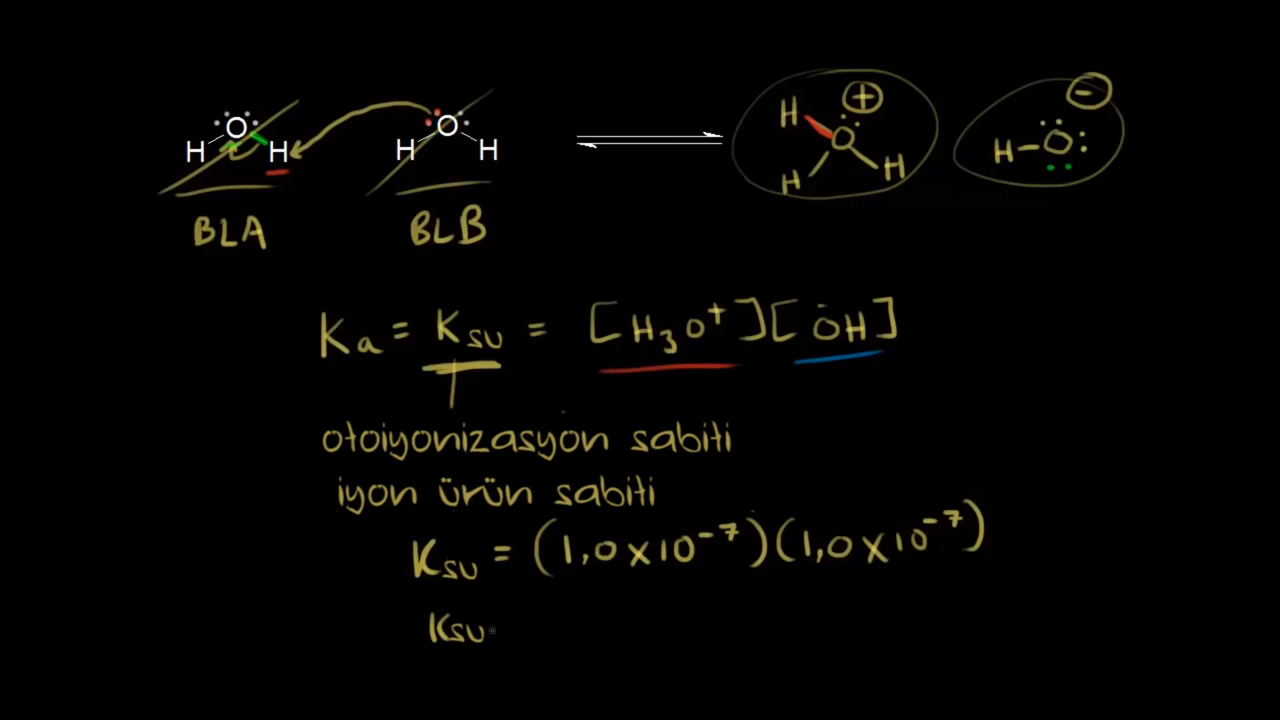 H O H H O H H O H H + H O -
BLA BLB
Ka = Ksu = [H₃O⁺][⁻OH]
otoiyonizasyon sabiti
iyon ürün sabiti
Ksu = (1,0x10⁻⁷)(1,0x10⁻⁷)
Ksu